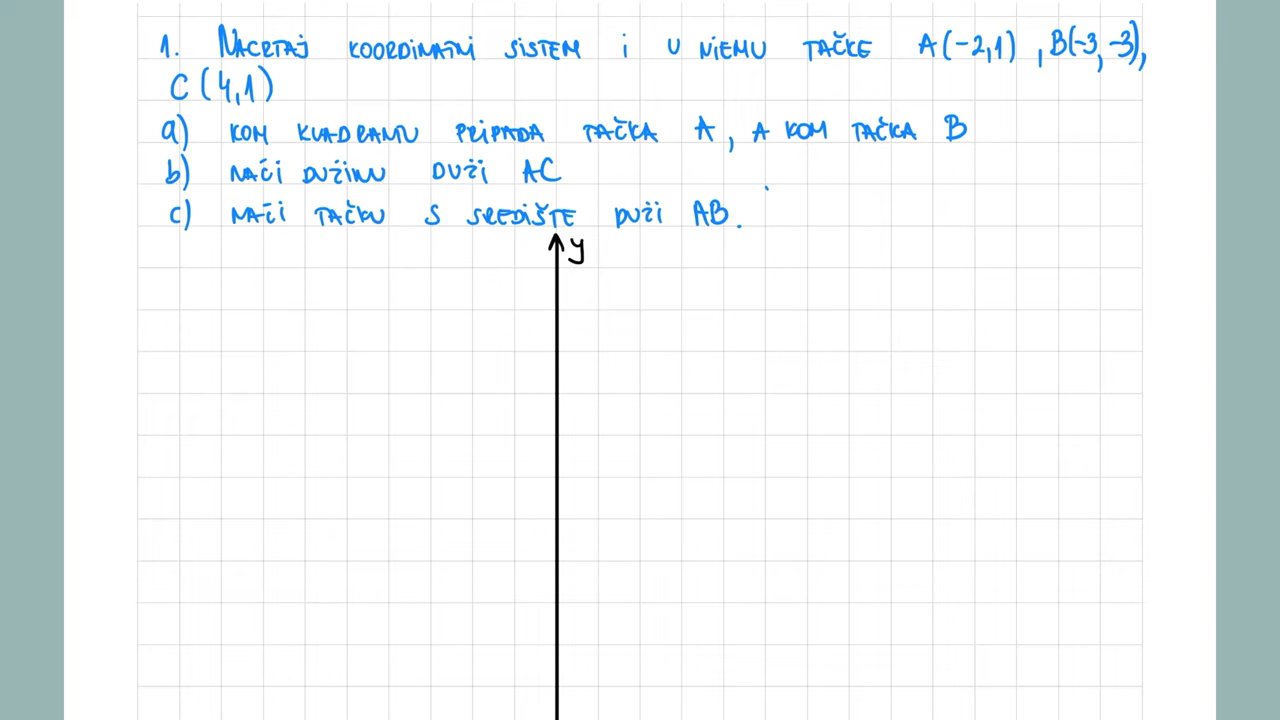 1. NACRTAJ KOORDINATNI SISTEM I U NJEMU TAČKE A(-2,1), B(-3,-3),
C(4,1)
a) KOM KVADRANTU PRIPADA TAČKA A, A KOM TAČKA B
b) NAĆI DUŽINU DUŽI AC
c) NAĆI TAČKU S SREDIŠTE DUŽI AB.
y